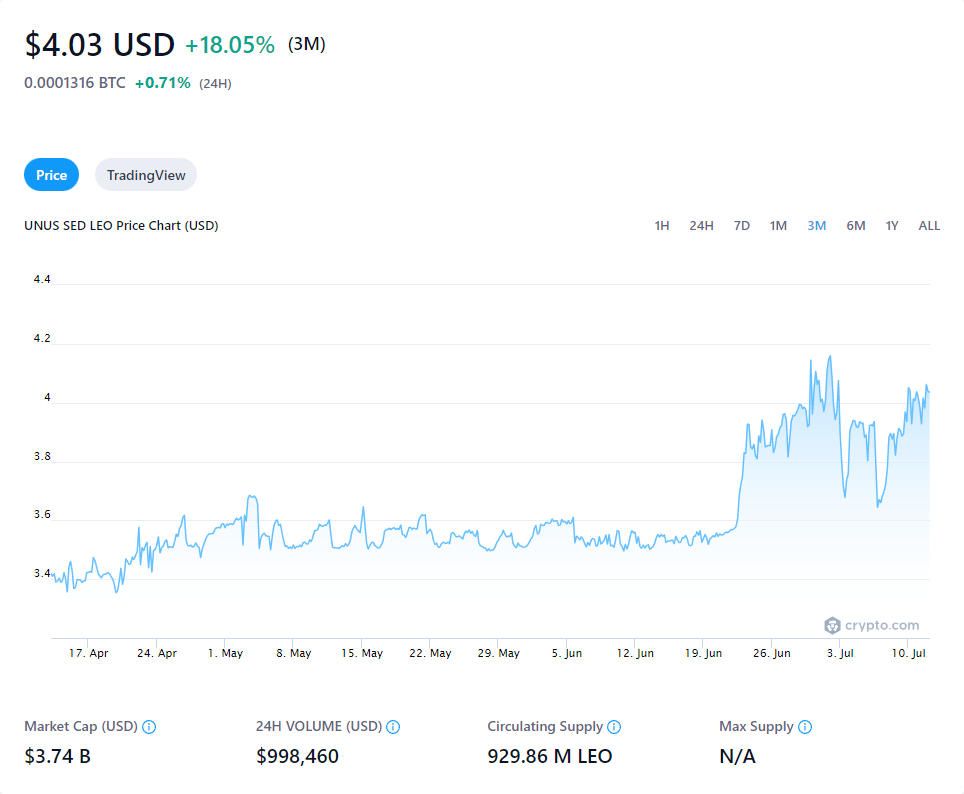 $4.03 USD +18.05% (3M)
0.0001316 BTC +0.71% (24H)
Price TradingView
UNUS SED LEO Price Chart (USD) 1H 24H 7D 1M 3M 6M 1Y ALL
4.4
4.2
4
3.8
3.6
3.4
crypto.com
17. Apr 24. Apr 1. May 8. May 15. May 22. May 29. May 5. Jun 12. Jun 19. Jun 26. Jun 3. Jul 10. Jul
Market Cap (USD) 24H VOLUME (USD) Circulating Supply Max Supply
$3.74 B $998,460 929.86 M LEO N/A